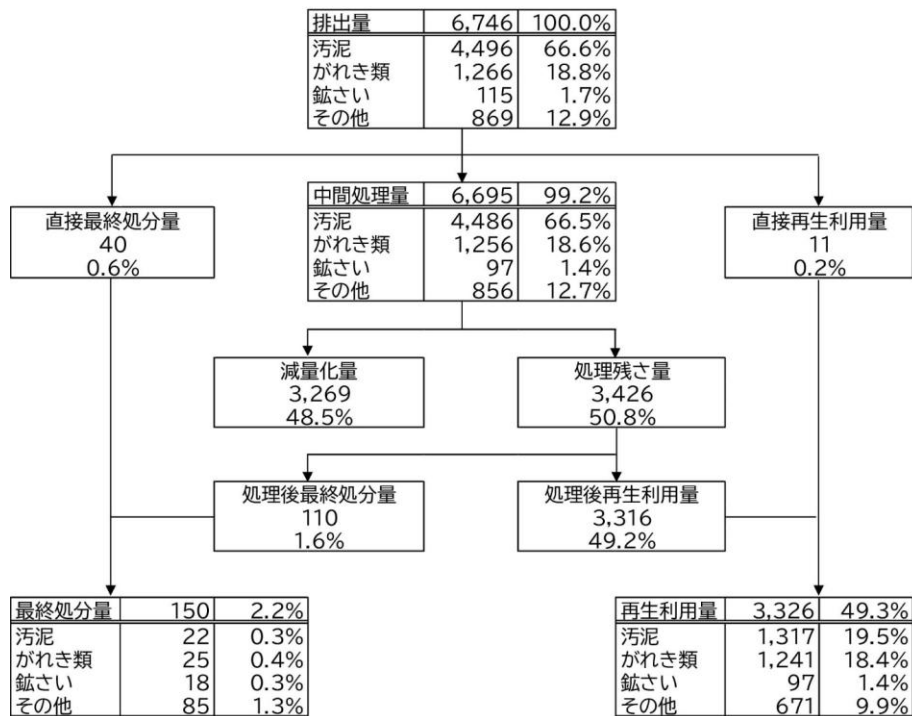 排出量 6,746 100.0%
汚泥 4,496 66.6%
がれき類 1,266 18.8%
鉱さい 115 1.7%
その他 869 12.9%
直接最終処分量
40
0.6%
中間処理量 6,695 99.2%
汚泥 4,486 66.5%
がれき類 1,256 18.6%
鉱さい 97 1.4%
その他 856 12.7%
直接再生利用量
11
0.2%
減量化量
3,269
48.5%
処理残さ量
3,426
50.8%
処理後最終処分量
110
1.6%
処理後再生利用量
3,316
49.2%
最終処分量 150 2.2%
汚泥 22 0.3%
がれき類 25 0.4%
鉱さい 18 0.3%
その他 85 1.3%
再生利用量 3,326 49.3%
汚泥 1,317 19.5%
がれき類 1,241 18.4%
鉱さい 97 1.4%
その他 671 9.9%